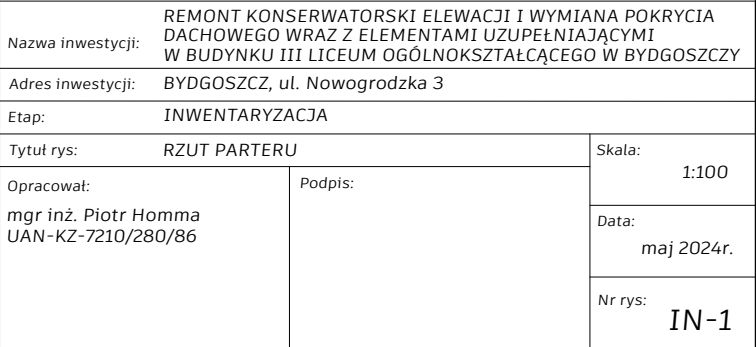 Nazwa inwestycji:
REMONT KONSERWATORSKI ELEWACJI I WYMIANA POKRYCIA
DACHOWEGO WRAZ Z ELEMENTAMI UZUPEŁNIAJĄCYMI
W BUDYNKU III LICEUM OGÓLNOKSZTAŁCĄCEGO W BYDGOSZCZY
Adres inwestycji: BYDGOSZCZ, ul. Nowogrodzka 3
Etap: INWENTARYZACJA
Tytuł rys: RZUT PARTERU
Skala:
1:100
Opracował:
mgr inż. Piotr Homma
UAN-KZ-7210/280/86
Podpis:
Data:
maj 2024r.
Nr rys:
IN-1